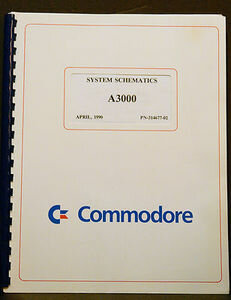 SYSTEM SCHEMATICS
A3000
APRIL, 1990 PN-314677-02
Commodore